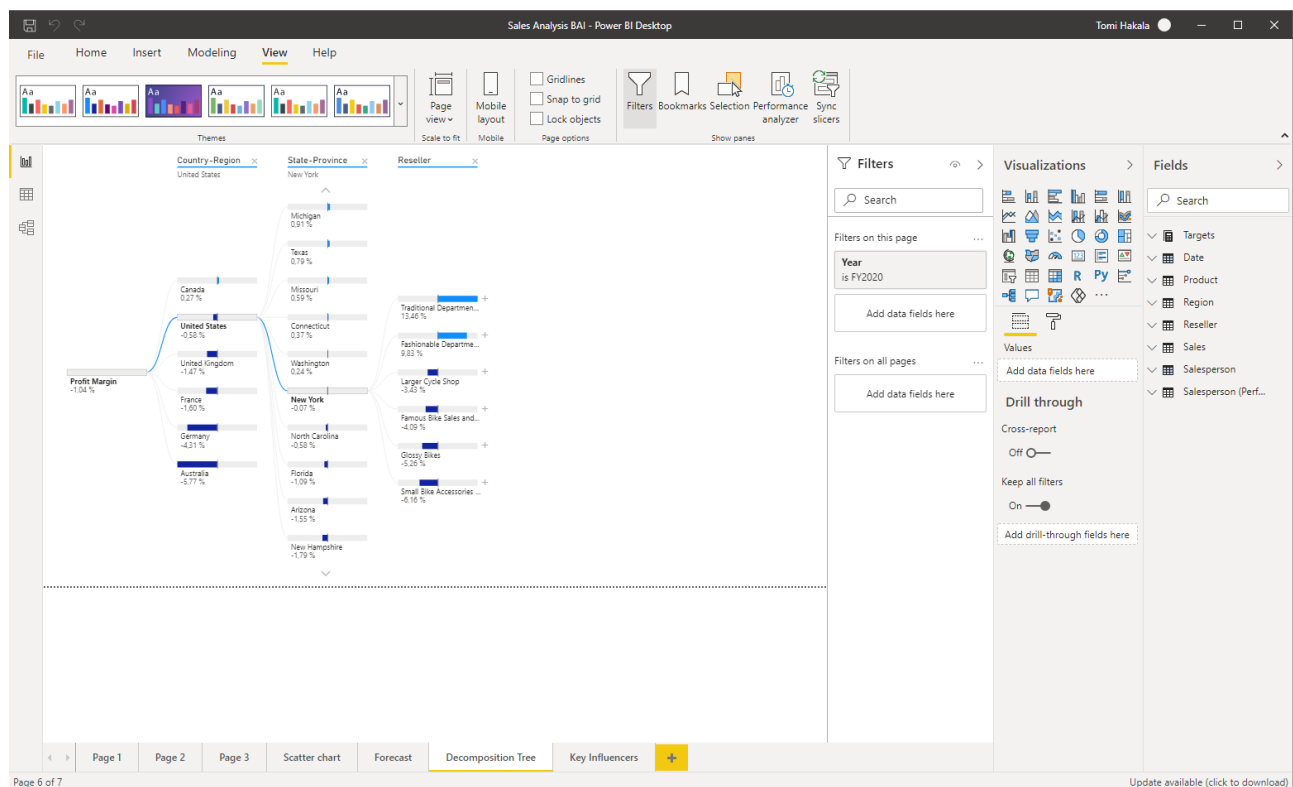 Sales Analysis BAI - Power BI Desktop
Tomi Hakala
File Home Insert Modeling View Help
Aa Aa Aa Aa Aa Aa
Page view
Mobile layout
Gridlines
Snap to grid
Lock objects
Filters Bookmarks Selection Performance analyzer Sync slicers
Themes
Scale to fit
Mobile
Page options
Show panes
Country-Region ×
United States
State-Province ×
New York
Reseller ×
Profit Margin
-1,04 %
Canada
0,27 %
United States
-0,58 %
United Kingdom
-1,47 %
France
-1,60 %
Germany
-4,31 %
Australia
-5,77 %
Michigan
0,91 %
Texas
0,79 %
Missouri
0,59 %
Connecticut
0,37 %
Washington
0,24 %
New York
-0,07 %
North Carolina
-0,58 %
Florida
-1,09 %
Arizona
-1,55 %
New Hampshire
-1,79 %
Traditional Departmen...
13,46 %
Fashionable Departme...
9,83 %
Larger Cycle Shop
-3,43 %
Famous Bike Sales and...
-4,09 %
Glossy Bikes
-5,26 %
Small Bike Accessories ...
-6,16 %
Filters
Search
Filters on this page ...
Year
is FY2020
Add data fields here
Filters on all pages ...
Add data fields here
Visualizations
R Py
...
Values
Add data fields here
Drill through
Cross-report
Off
Keep all filters
On
Add drill-through fields here
Fields
Search
Targets
Date
Product
Region
Reseller
Sales
Salesperson
Salesperson (Perf...
Page 1 Page 2 Page 3 Scatter chart Forecast Decomposition Tree Key Influencers +
Page 6 of 7
Update available (click to download)